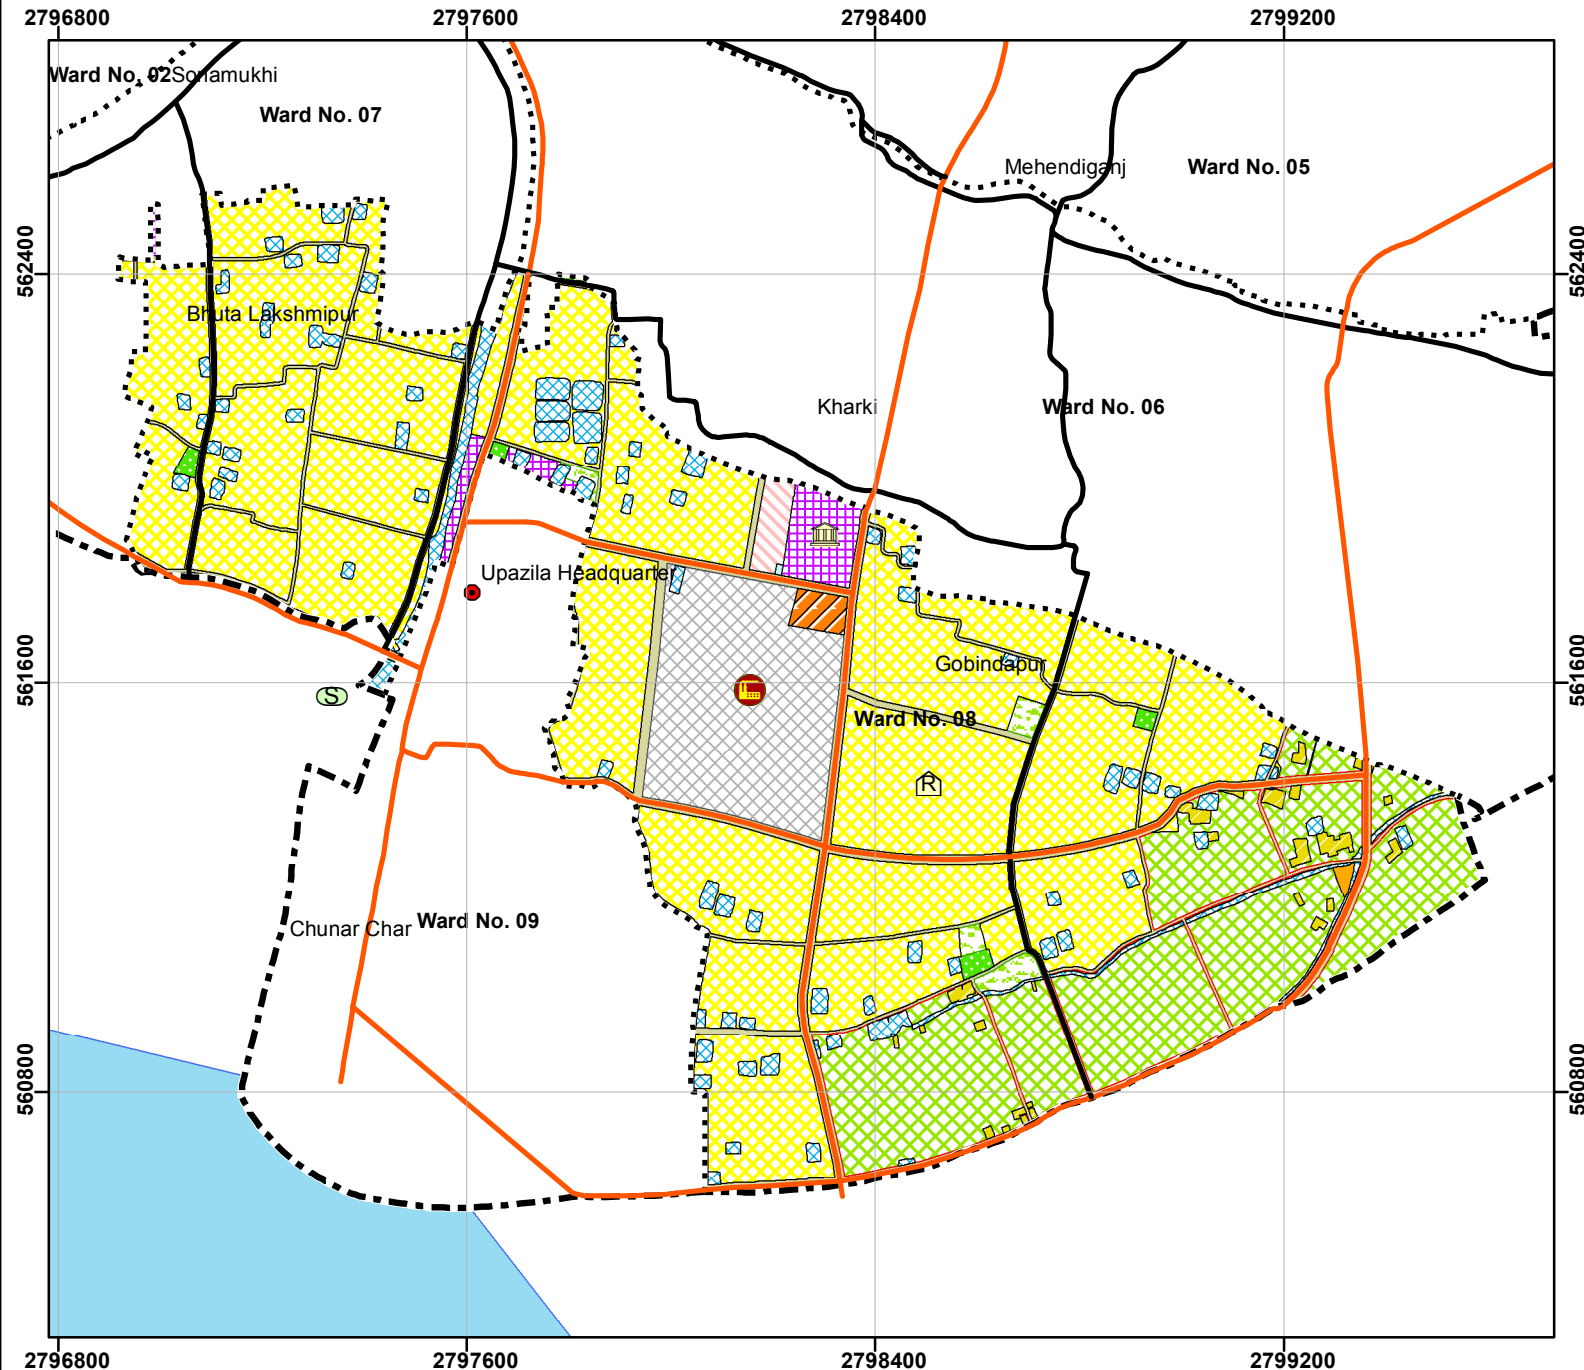 2796800
2797600
2798400
2799200
Ward No. 02
Sonamukhi
Ward No. 07
Mehendiganj
Ward No. 05
562400
562400
Bhuta Lakshmipur
Kharki
Ward No. 06
Upazila Headquarter
Gobindapur
561600
561600
S
Ward No. 08
R
Chunar Char
Ward No. 09
560800
560800
2796800
2797600
2798400
2799200